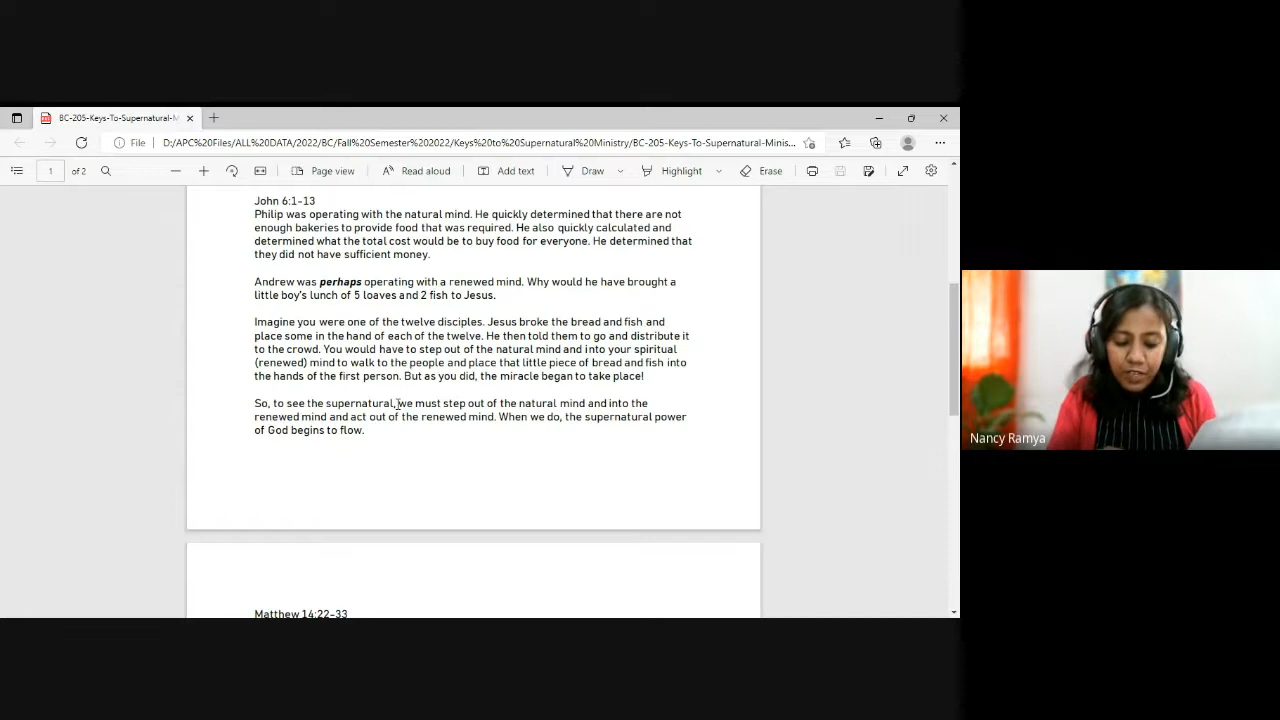 BC-205-Keys-To-Supernatural-M
File
D:/APC%20Files/ALL%20DATA/2022/BC/Fall%20Semester%202022/Keys%20to%20Supernatural%20Ministry/BC-205-Keys-To-Supernatural-Minis...
1 of 2 Page view Read aloud Add text Draw Highlight Erase
John 6:1-13
Philip was operating with the natural mind. He quickly determined that there are not
enough bakeries to provide food that was required. He also quickly calculated and
determined what the total cost would be to buy food for everyone. He determined that
they did not have sufficient money.
Andrew was perhaps operating with a renewed mind. Why would he have brought a
little boy's lunch of 5 loaves and 2 fish to Jesus.
Imagine you were one of the twelve disciples. Jesus broke the bread and fish and
place some in the hand of each of the twelve. He then told them to go and distribute it
to the crowd. You would have to step out of the natural mind and into your spiritual
(renewed) mind to walk to the people and place that little piece of bread and fish into
the hands of the first person. But as you did, the miracle began to take place!
So, to see the supernatural, we must step out of the natural mind and into the
renewed mind and act out of the renewed mind. When we do, the supernatural power
of God begins to flow.
Matthew 14:22-33
Nancy Ramya